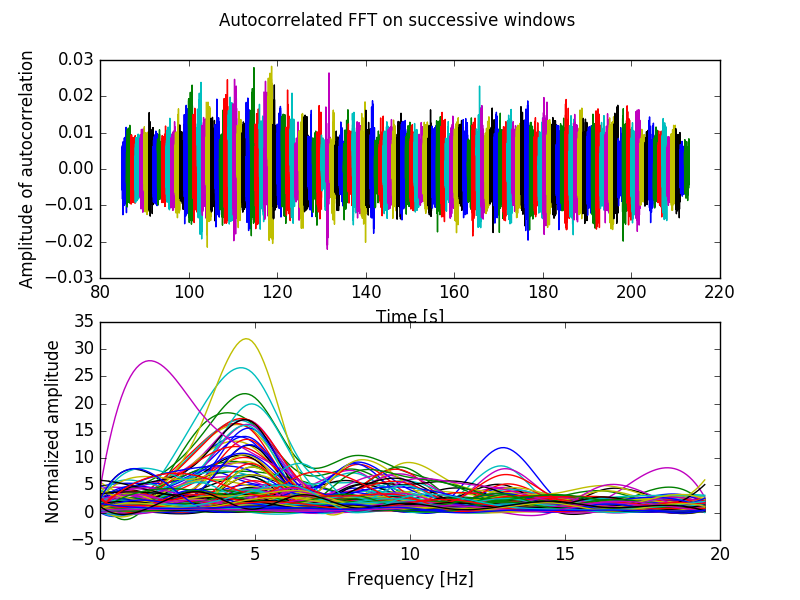 Autocorrelated FFT on successive windows
Amplitude of autocorrelation
0.03
0.02
0.01
0.00
−0.01
−0.02
−0.03
80 100 120 140 160 180 200 220
Time [s]
Normalized amplitude
35
30
25
20
15
10
5
0
−5
0 5 10 15 20
Frequency [Hz]